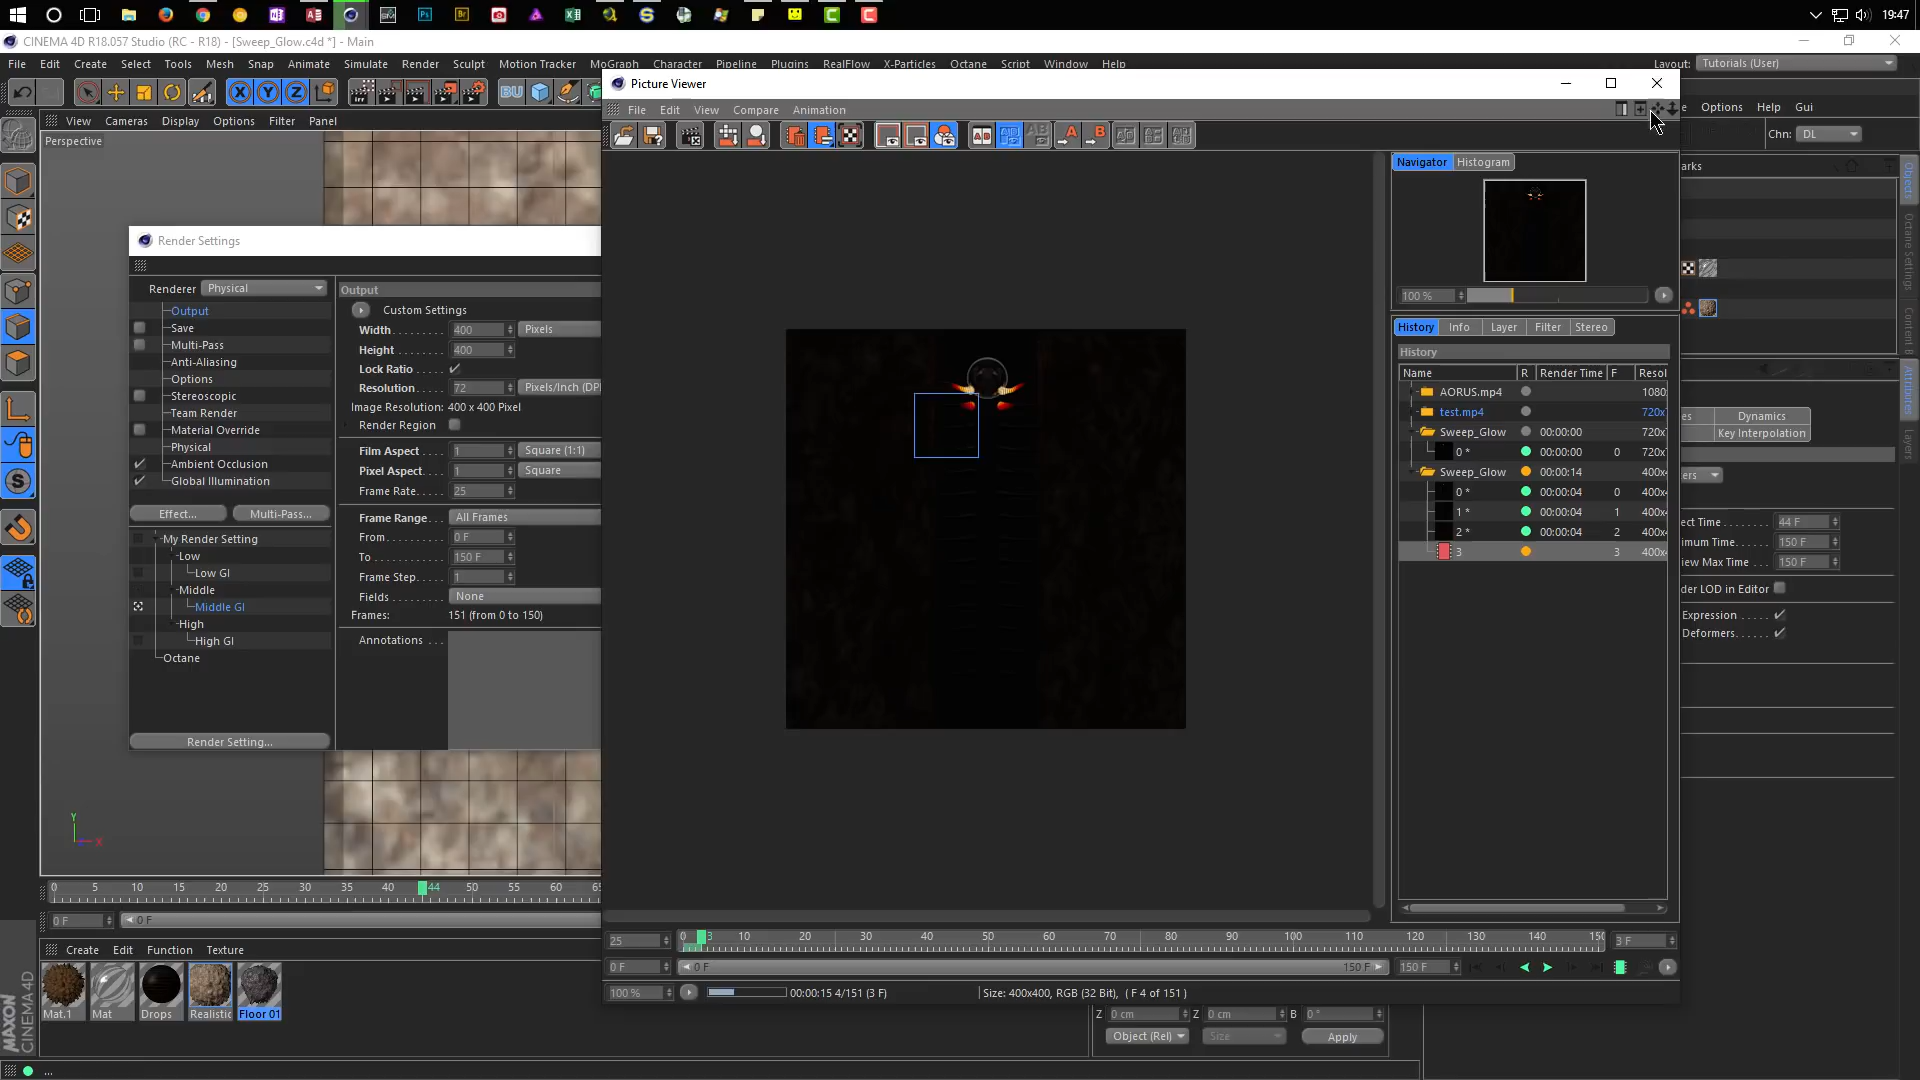 19:47
CINEMA 4D R18.057 Studio (RC - R18) - [Sweep_Glow.c4d *] - Main
File Edit Create Select Tools Mesh Snap Animate Simulate Render Sculpt Motion Tracker MoGraph Character Pipeline Plugins RealFlow X-Particles Octane Script Window Help Layout: Tutorials (User)
Picture Viewer
File Edit View Compare Animation
Options Help Gui
View Cameras Display Options Filter Panel
Chn: DL
Perspective
Navigator Histogram
arks
Objects
Octane Settings
Content B
Attributes
Layers
Render Settings
Renderer Physical
Output
Save
Multi-Pass
Anti-Aliasing
Options
Stereoscopic
Team Render
Material Override
Physical
Ambient Occlusion
Global Illumination
Effect... Multi-Pass...
My Render Setting
Low
Low GI
Middle
Middle GI
High
High GI
Octane
Render Setting...
Output
Custom Settings
Width 400 Pixels
Height 400
Lock Ratio
Resolution 72 Pixels/Inch (DPI
Image Resolution: 400 x 400 Pixel
Render Region
Film Aspect 1 Square (1:1)
Pixel Aspect 1 Square
Frame Rate 25
Frame Range All Frames
From 0 F
To 150 F
Frame Step 1
Fields None
Frames: 151 (from 0 to 150)
Annotations
100 %
History Info Layer Filter Stereo
History
Name R Render Time F Resol
AORUS.mp4 1080
test.mp4 720x
Sweep_Glow 00:00:00 720x
0 * 00:00:00 0 720x
Sweep_Glow 00:00:14 400x
0 * 00:00:04 0 400x
1 * 00:00:04 1 400x
2 * 00:00:04 2 400x
3 3 400x
es Dynamics
Key Interpolation
ers
ect Time 44 F
imum Time 150 F
iew Max Time 150 F
der LOD in Editor
Expression
Deformers
0 5 10 15 20 25 30 35 40 44 50 55 60 65
0 F 0 F
Create Edit Function Texture
Mat.1 Mat Drops Realistic Floor 01
MAXON CINEMA 4D
25 0 3 10 20 30 40 50 60 70 80 90 100 110 120 130 140 150 3 F
0 F 0 F 150 F 150 F
100 % 00:00:15 4/151 (3 F) Size: 400x400, RGB (32 Bit), ( F 4 of 151 )
Z 0 cm Z 0 cm B 0 °
Object (Rel) Size Apply
...